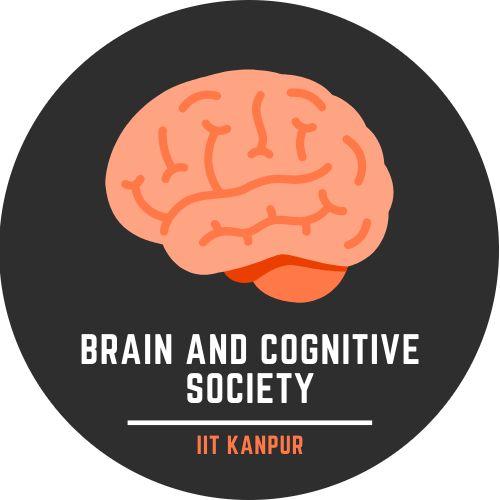 BRAIN AND COGNITIVE
SOCIETY
IIT KANPUR